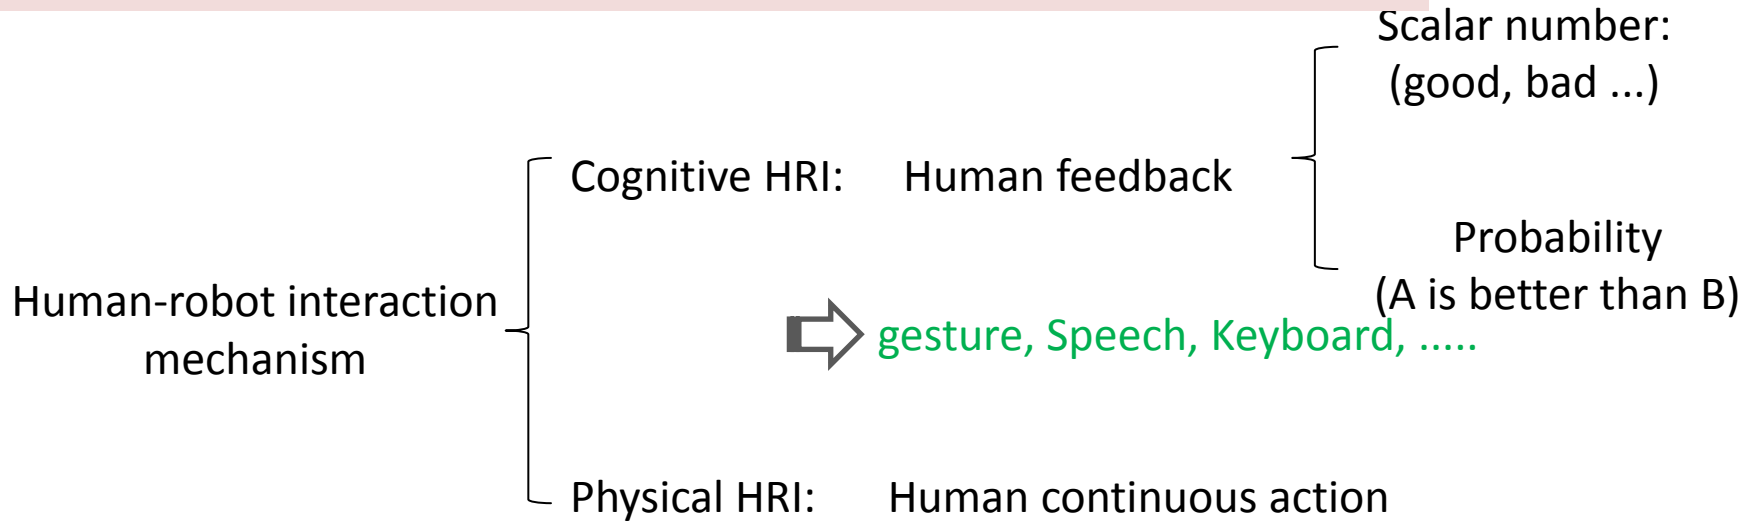 Scalar number:
(good, bad ...)
Cognitive HRI: Human feedback
Probability
(A is better than B)
Human-robot interaction
mechanism
gesture, Speech, Keyboard, .....
Physical HRI: Human continuous action